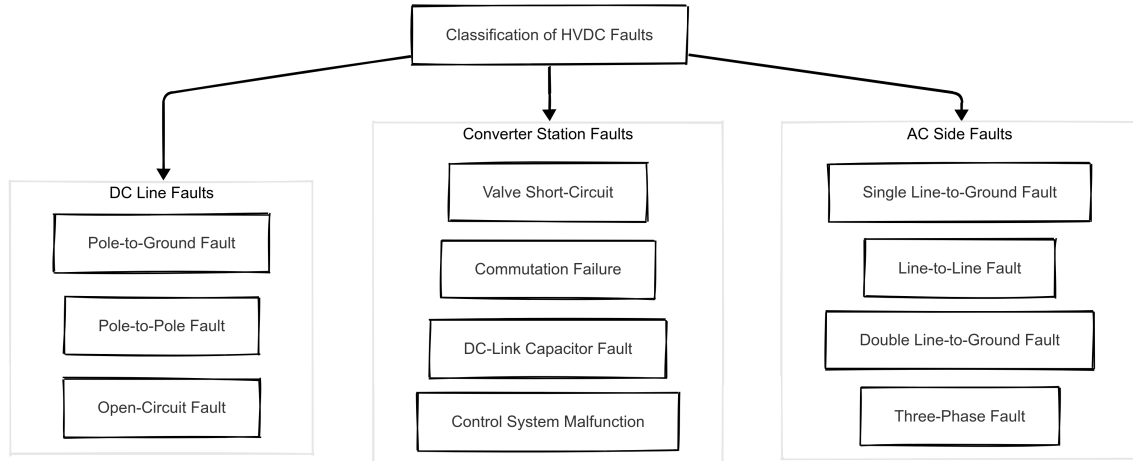 Classification of HVDC Faults
DC Line Faults
Pole-to-Ground Fault
Pole-to-Pole Fault
Open-Circuit Fault
Converter Station Faults
Valve Short-Circuit
Commutation Failure
DC-Link Capacitor Fault
Control System Malfunction
AC Side Faults
Single Line-to-Ground Fault
Line-to-Line Fault
Double Line-to-Ground Fault
Three-Phase Fault